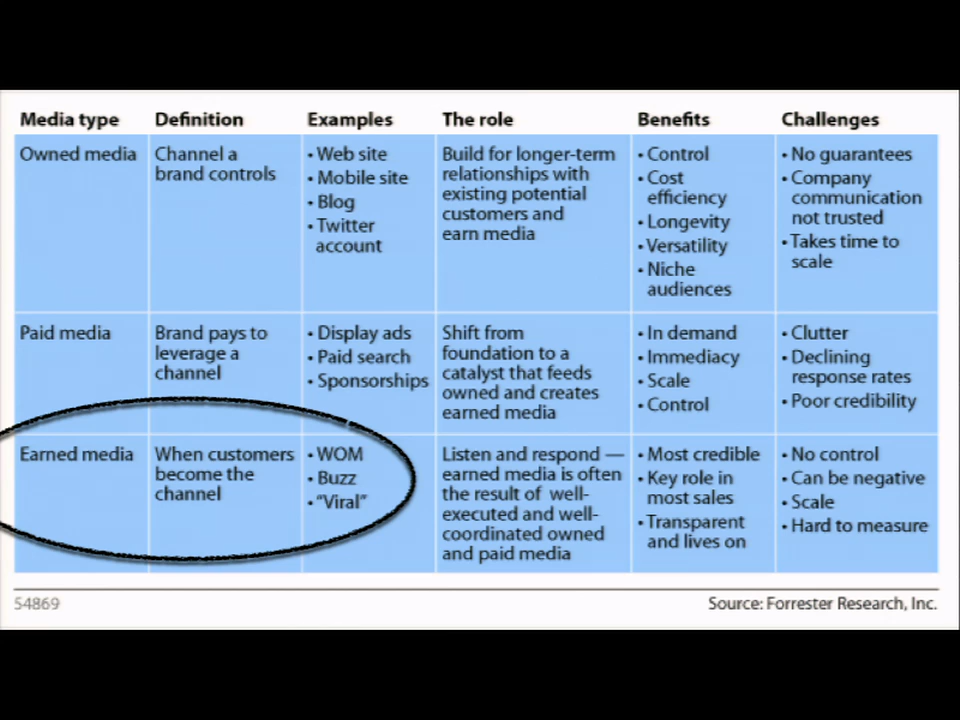 Media type Definition Examples The role Benefits Challenges
Owned media
Channel a
brand controls
• Web site
• Mobile site
• Blog
• Twitter
account
Build for longer-term
relationships with
existing potential
customers and
earn media
• Control
• Cost
efficiency
• Longevity
• Versatility
• Niche
audiences
• No guarantees
• Company
communication
not trusted
• Takes time to
scale
Paid media
Brand pays to
leverage a
channel
• Display ads
• Paid search
• Sponsorships
Shift from
foundation to a
catalyst that feeds
owned and creates
earned media
• In demand
• Immediacy
• Scale
• Control
• Clutter
• Declining
response rates
• Poor credibility
Earned media
When customers
become the
channel
• WOM
• Buzz
• “Viral”
Listen and respond —
earned media is often
the result of well-
executed and well-
coordinated owned
and paid media
• Most credible
• Key role in
most sales
• Transparent
and lives on
• No control
• Can be negative
• Scale
• Hard to measure
54869
Source: Forrester Research, Inc.